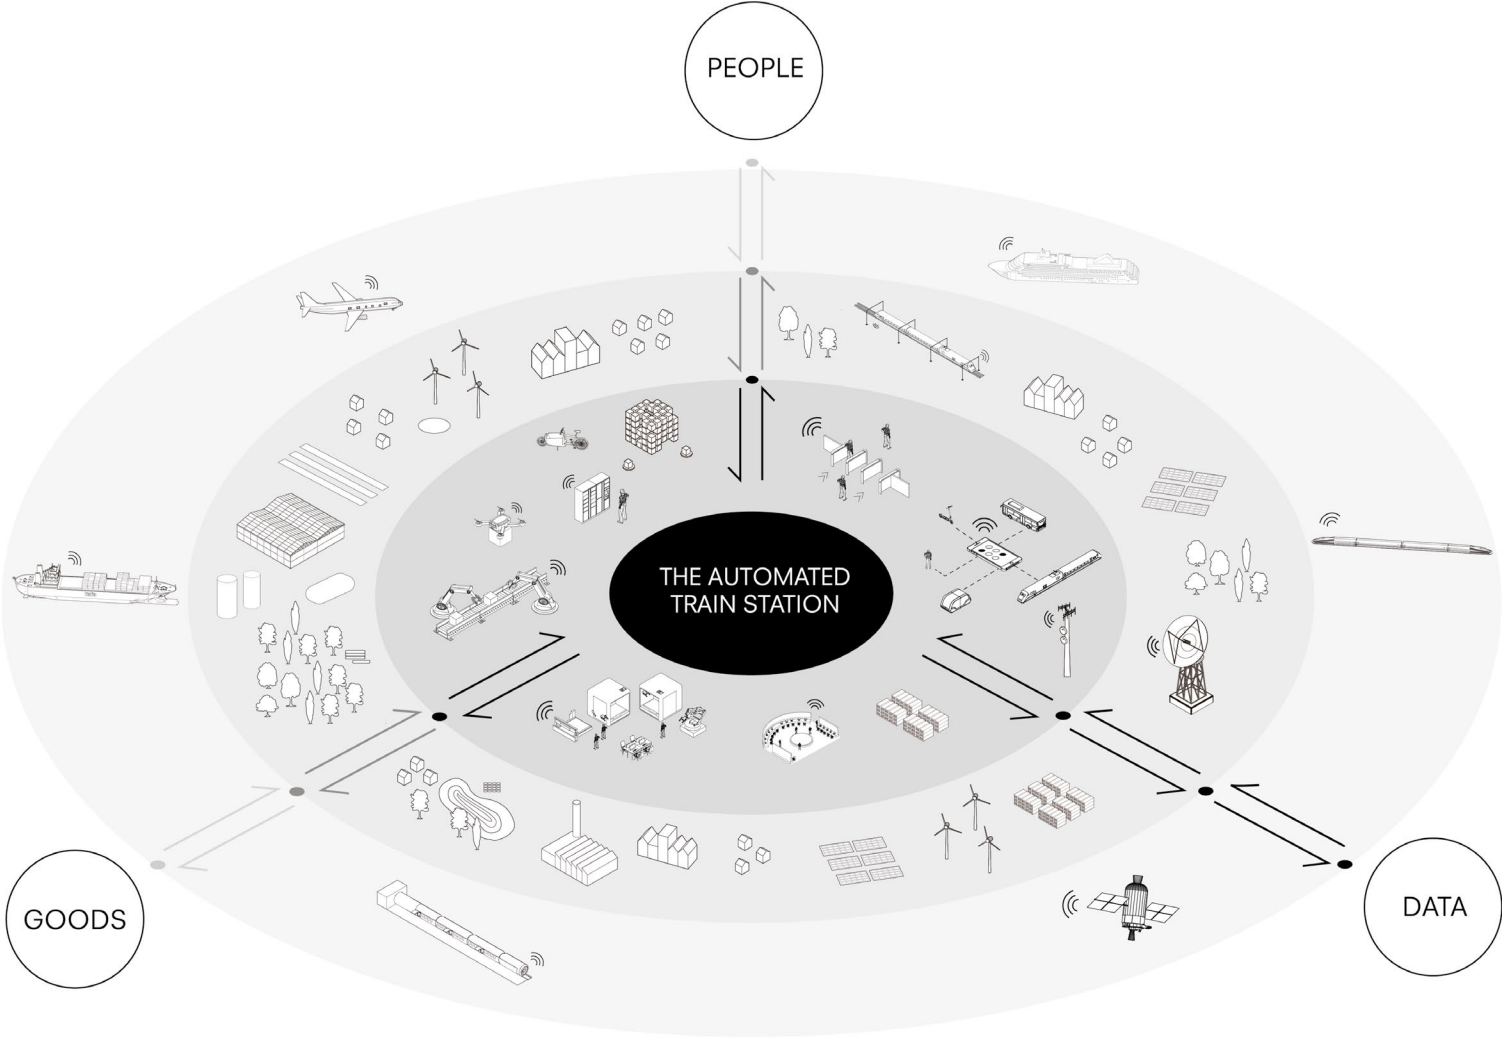 PEOPLE
THE AUTOMATED
TRAIN STATION
GOODS
DATA